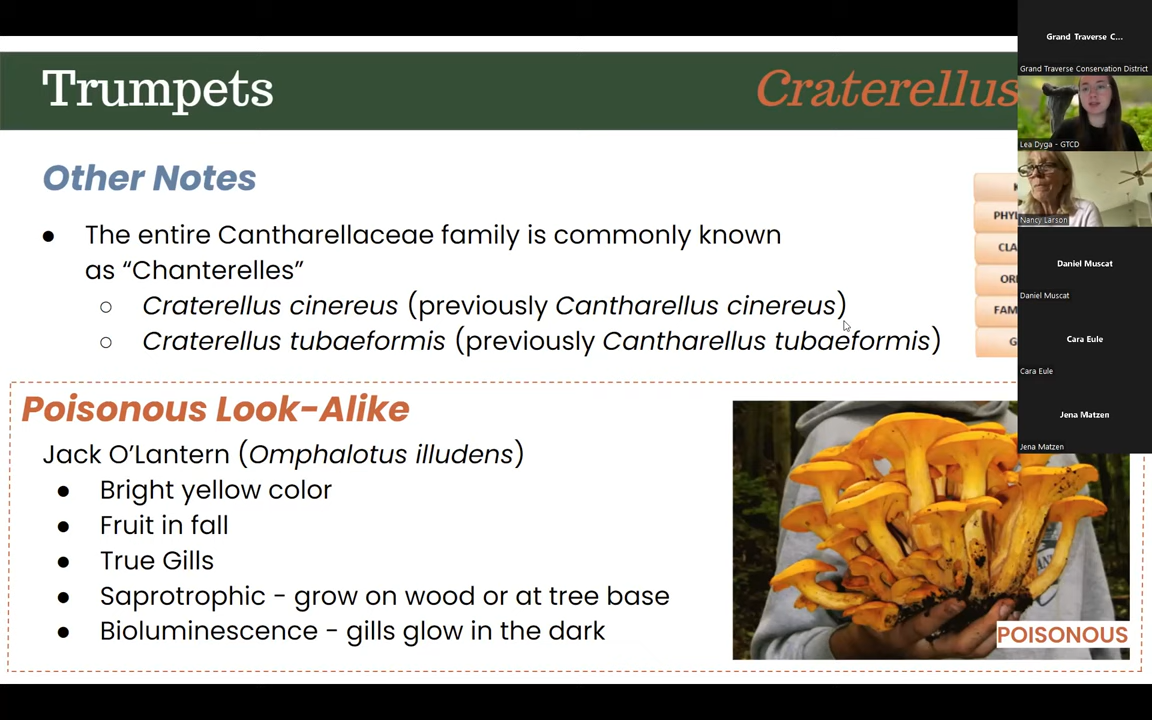 Trumpets
Craterellus
Other Notes
● The entire Cantharellaceae family is commonly known
as “Chanterelles”
○ Craterellus cinereus (previously Cantharellus cinereus)
○ Craterellus tubaeformis (previously Cantharellus tubaeformis)
PHY
CLA
OR
FAM
G
Poisonous Look-Alike
Jack O’Lantern (Omphalotus illudens)
● Bright yellow color
● Fruit in fall
● True Gills
● Saprotrophic - grow on wood or at tree base
● Bioluminescence - gills glow in the dark
POISONOUS
Grand Traverse C...
Grand Traverse Conservation District
Lea Dyga - GTCD
Nancy Larson
Daniel Muscat
Daniel Muscat
Cara Eule
Cara Eule
Jena Matzen
Jena Matzen